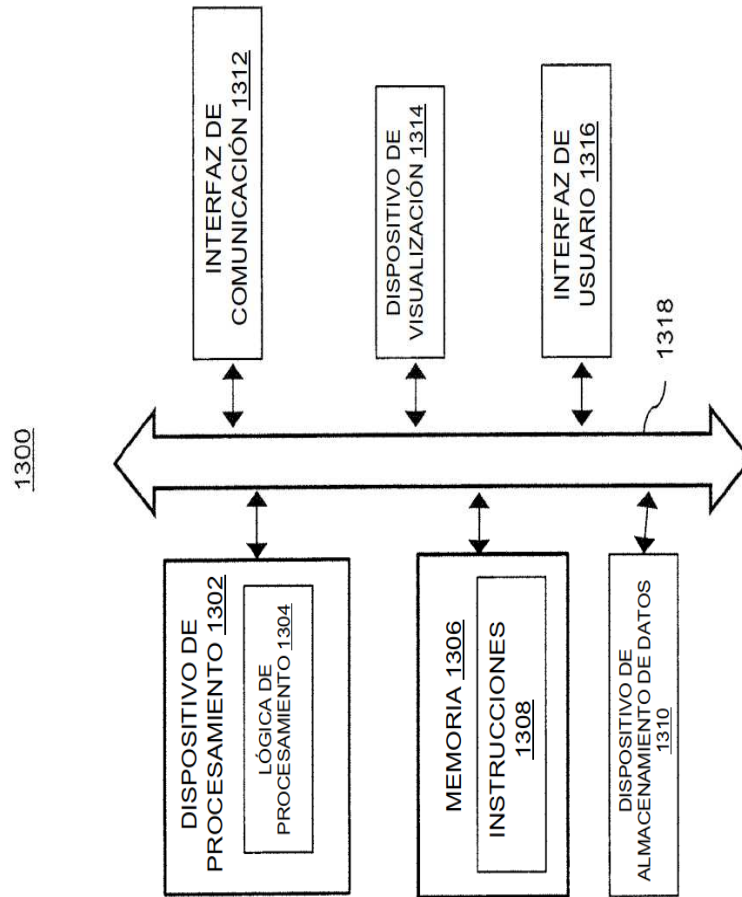 1300
DISPOSITIVO DE
PROCESAMIENTO 1302
LÓGICA DE
PROCESAMIENTO 1304
MEMORIA 1306
INSTRUCCIONES
1308
DISPOSITIVO DE
ALMACENAMIENTO DE DATOS
1310
INTERFAZ DE
COMUNICACIÓN 1312
DISPOSITIVO DE
VISUALIZACIÓN 1314
INTERFAZ DE
USUARIO 1316
1318